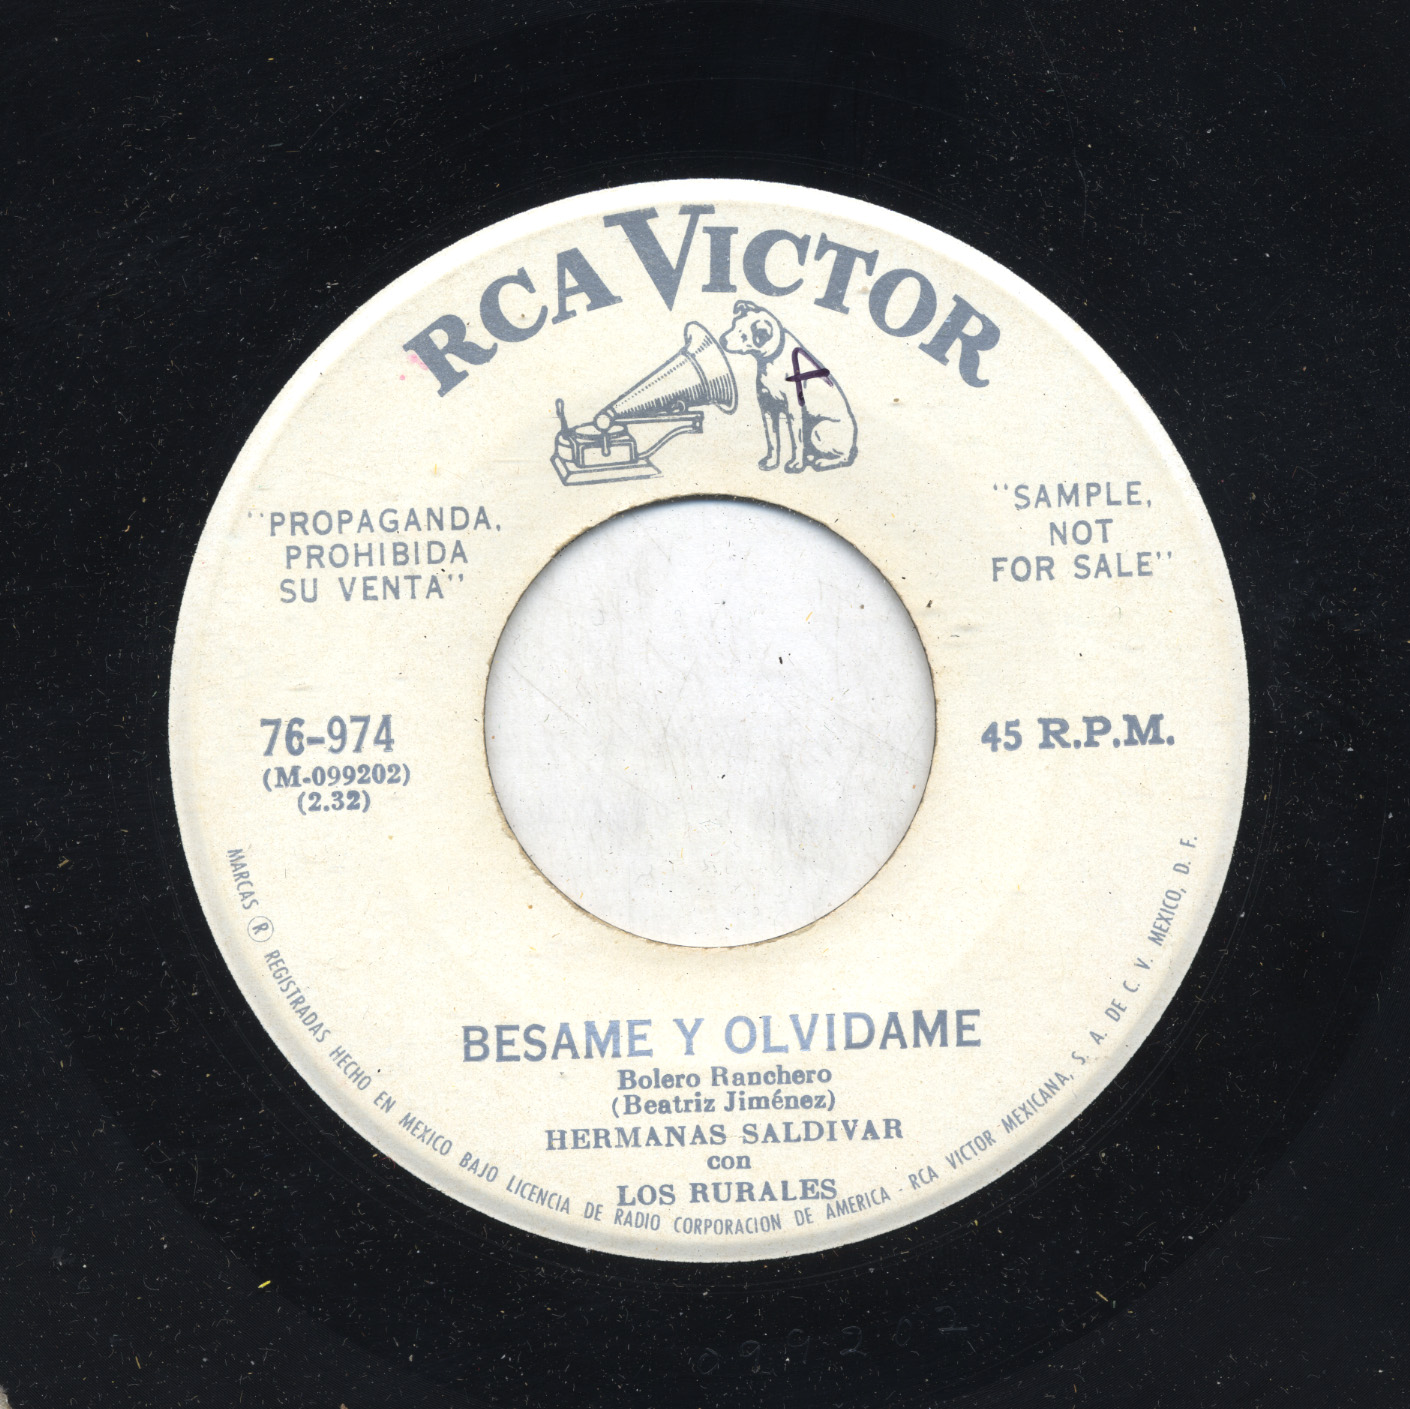 RCA VICTOR
A
"PROPAGANDA,
PROHIBIDA
SU VENTA"
"SAMPLE,
NOT
FOR SALE"
76-974
(M-099202)
(2.32)
45 R.P.M.
BESAME Y OLVIDAME
Bolero Ranchero
(Beatriz Jiménez)
HERMANAS SALDIVAR
con
LOS RURALES
MARCAS ® REGISTRADAS HECHO EN MEXICO BAJO LICENCIA DE RADIO CORPORACION DE AMERICA - RCA VICTOR MEXICANA, S. A. DE C. V. MEXICO, D. F.
099202